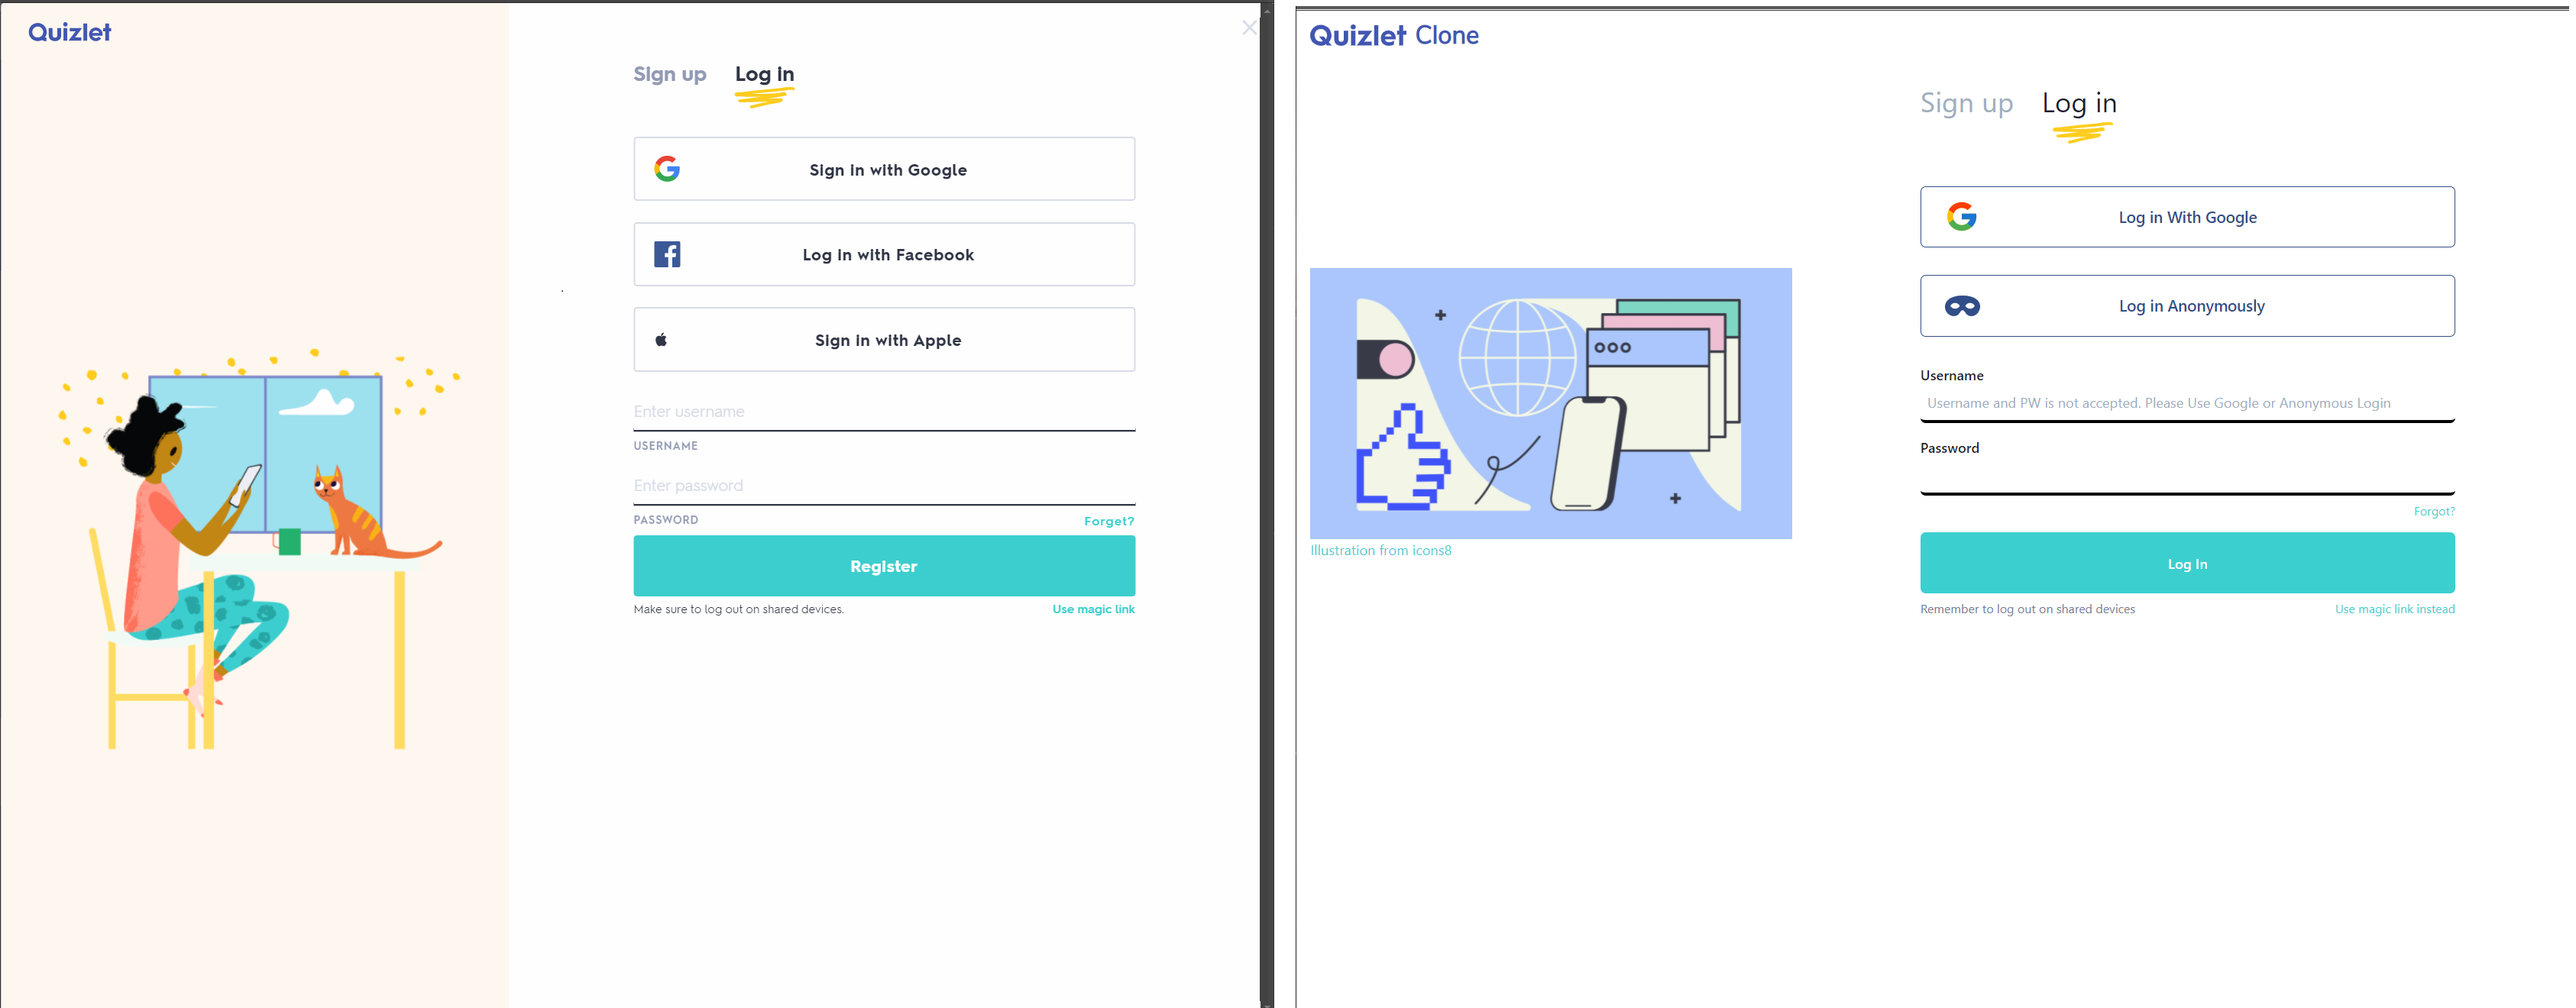 Quizlet
Sign up Log in
Sign in with Google
Log in with Facebook
Sign in with Apple
Enter username
USERNAME
Enter password
PASSWORD Forget?
Register
Make sure to log out on shared devices. Use magic link
Quizlet Clone
Sign up Log in
Log in With Google
Log in Anonymously
Username
Username and PW is not accepted. Please Use Google or Anonymous Login
Password
Forgot?
Log In
Remember to log out on shared devices Use magic link instead
Illustration from icons8